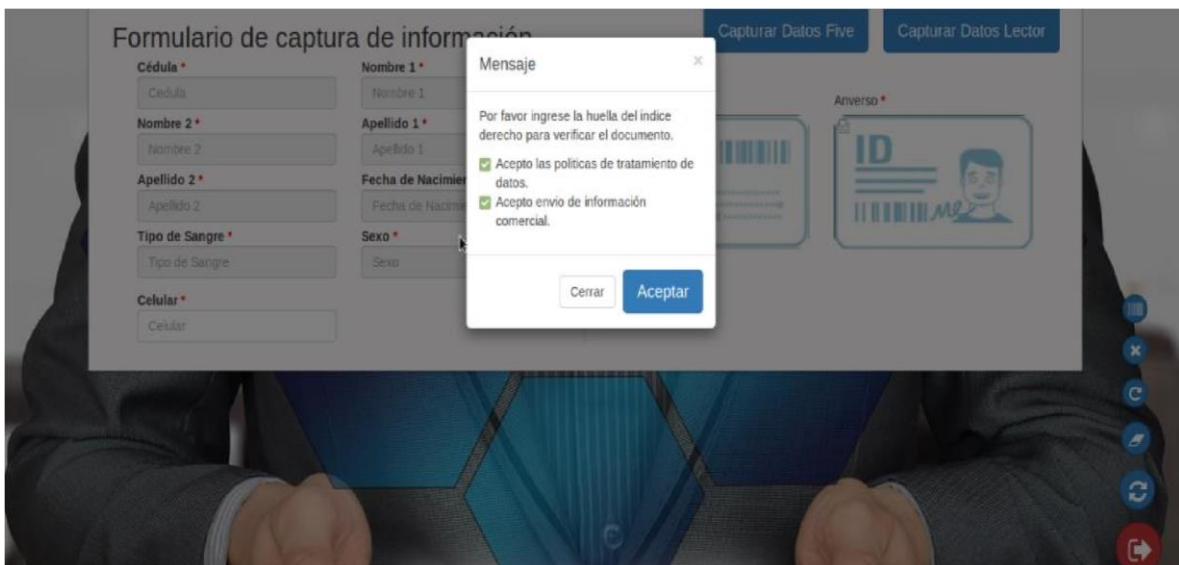 Formulario de captura de información
Capturar Datos Five
Capturar Datos Lector
Cédula *
Nombre 1 *
Cedula
Nombre 1
Nombre 2 *
Apellido 1 *
Nombre 2
Apellido 1
Apellido 2 *
Fecha de Nacimien
Apellido 2
Fecha de Nacimie
Tipo de Sangre *
Sexo *
Tipo de Sangre
Sexo
Celular *
Celular
Mensaje
x
Por favor ingrese la huella del indice
derecho para verificar el documento.
Acepto las politicas de tratamiento de
datos.
Acepto envio de información
comercial.
Cerrar
Aceptar
Anverso *
ID